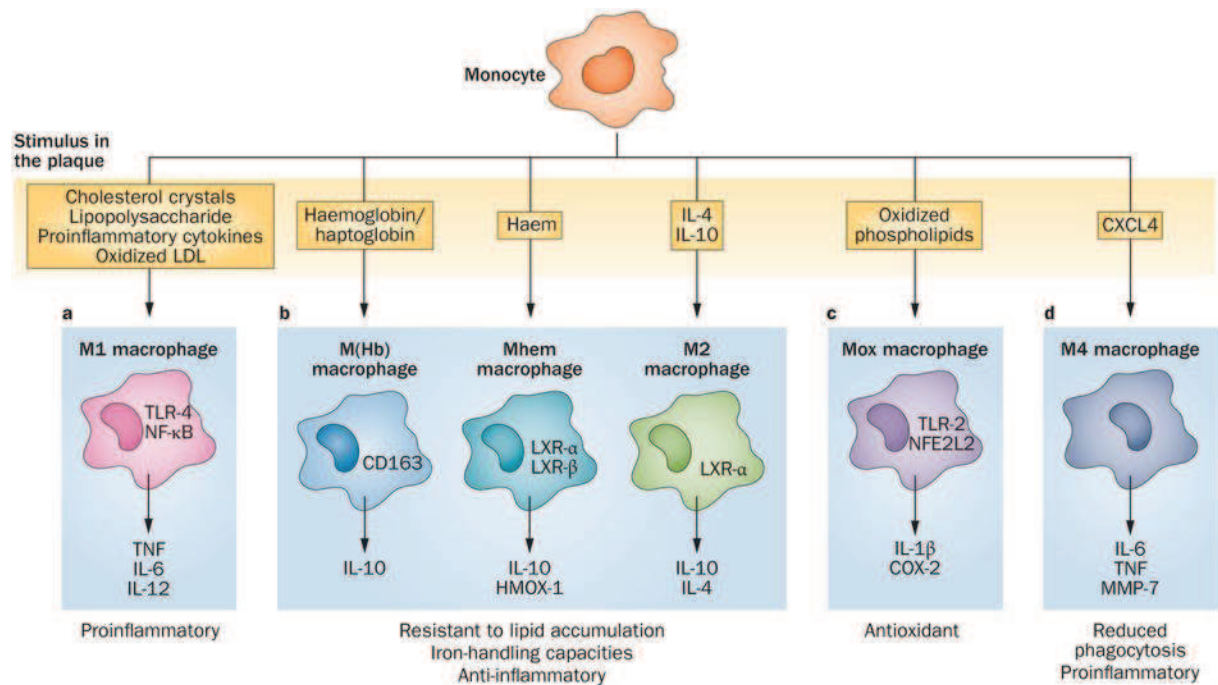 Monocyte
Stimulus in
the plaque
Cholesterol crystals
Lipopolysaccharide
Proinflammatory cytokines
Oxidized LDL
Haemoglobin/
haptoglobin
Haem
IL-4
IL-10
Oxidized
phospholipids
CXCL4
a
M1 macrophage
TLR-4
NF-κB
TNF
IL-6
IL-12
Proinflammatory
b
M(Hb)
macrophage
CD163
IL-10
Mhem
macrophage
LXR-α
LXR-β
IL-10
HMOX-1
M2
macrophage
LXR-α
IL-10
IL-4
Resistant to lipid accumulation
Iron-handling capacities
Anti-inflammatory
c
Mox macrophage
TLR-2
NFE2L2
IL-1β
COX-2
Antioxidant
d
M4 macrophage
IL-6
TNF
MMP-7
Reduced
phagocytosis
Proinflammatory